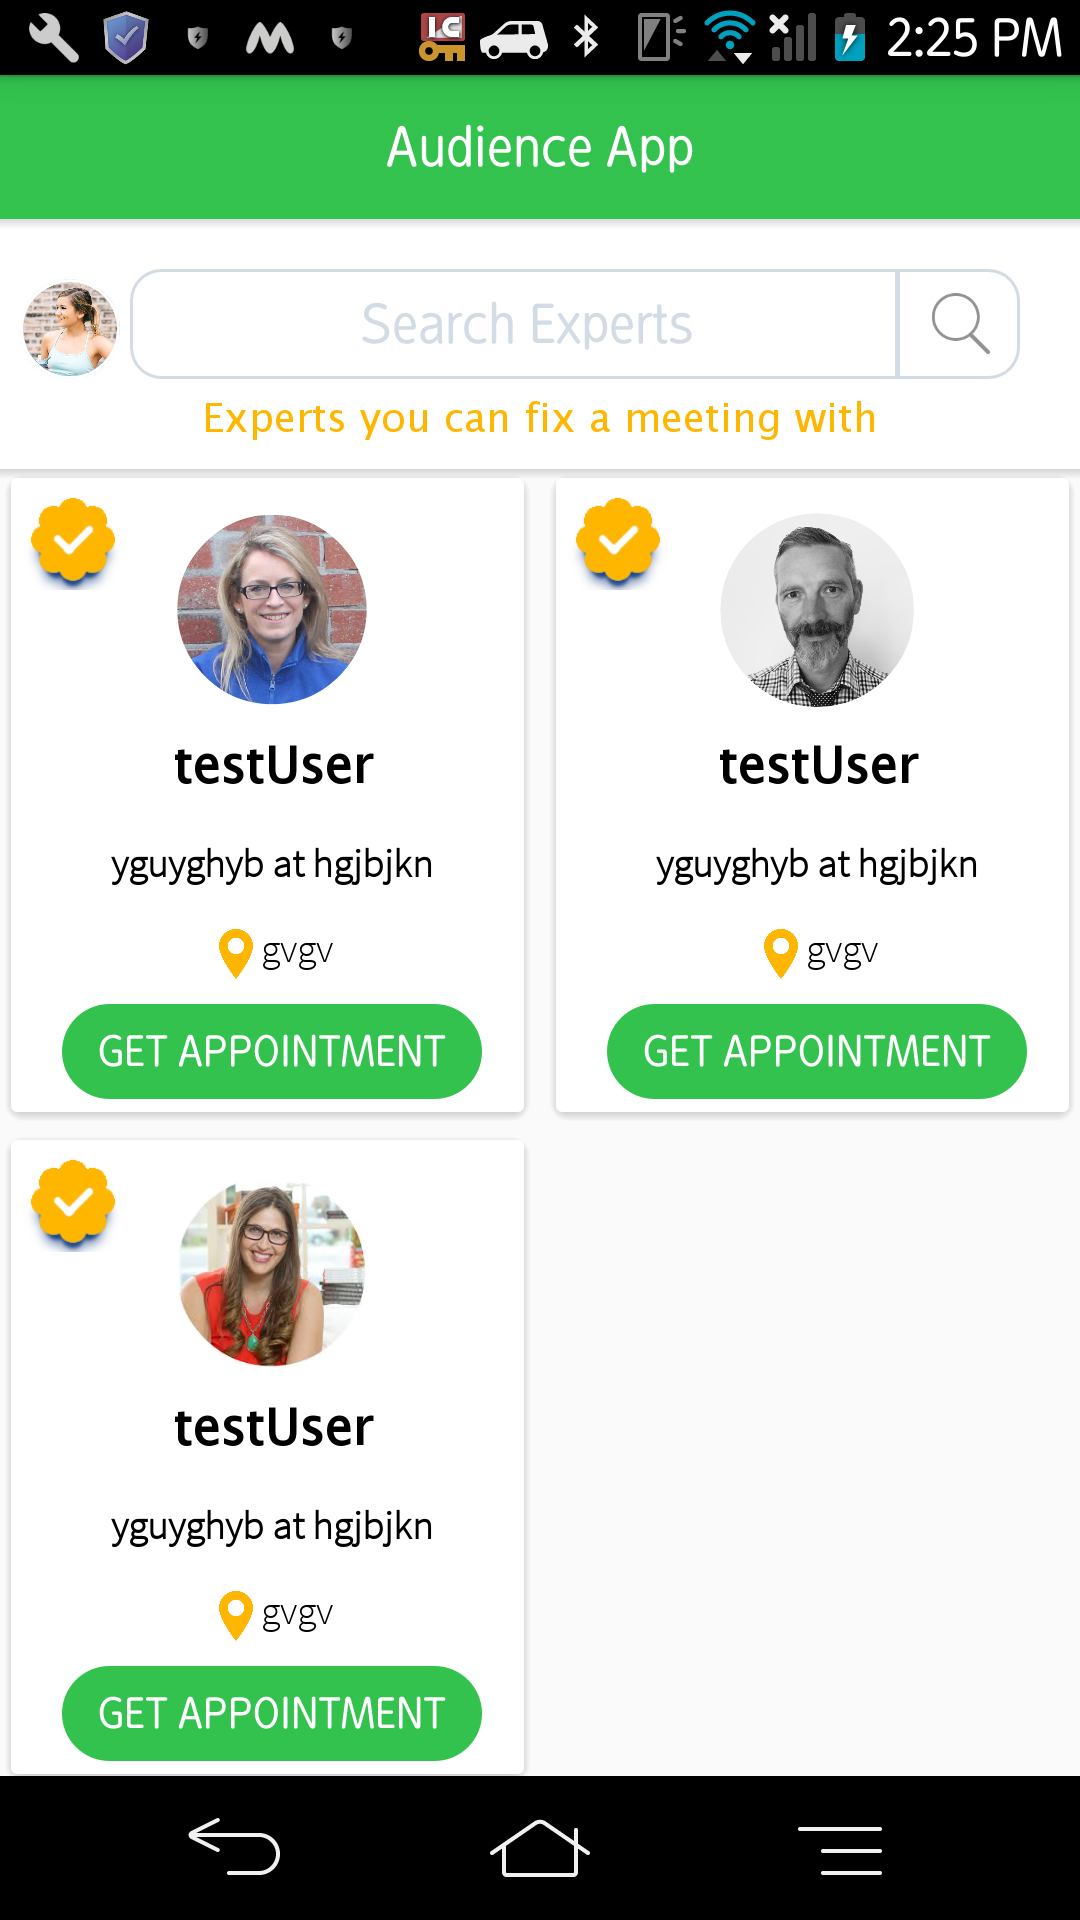 LG 2:25 PM
Audience App
Search Experts
Experts you can fix a meeting with
testUser
yguyghyb at hgjbjkn
gvgv
GET APPOINTMENT
testUser
yguyghyb at hgjbjkn
gvgv
GET APPOINTMENT
testUser
yguyghyb at hgjbjkn
gvgv
GET APPOINTMENT